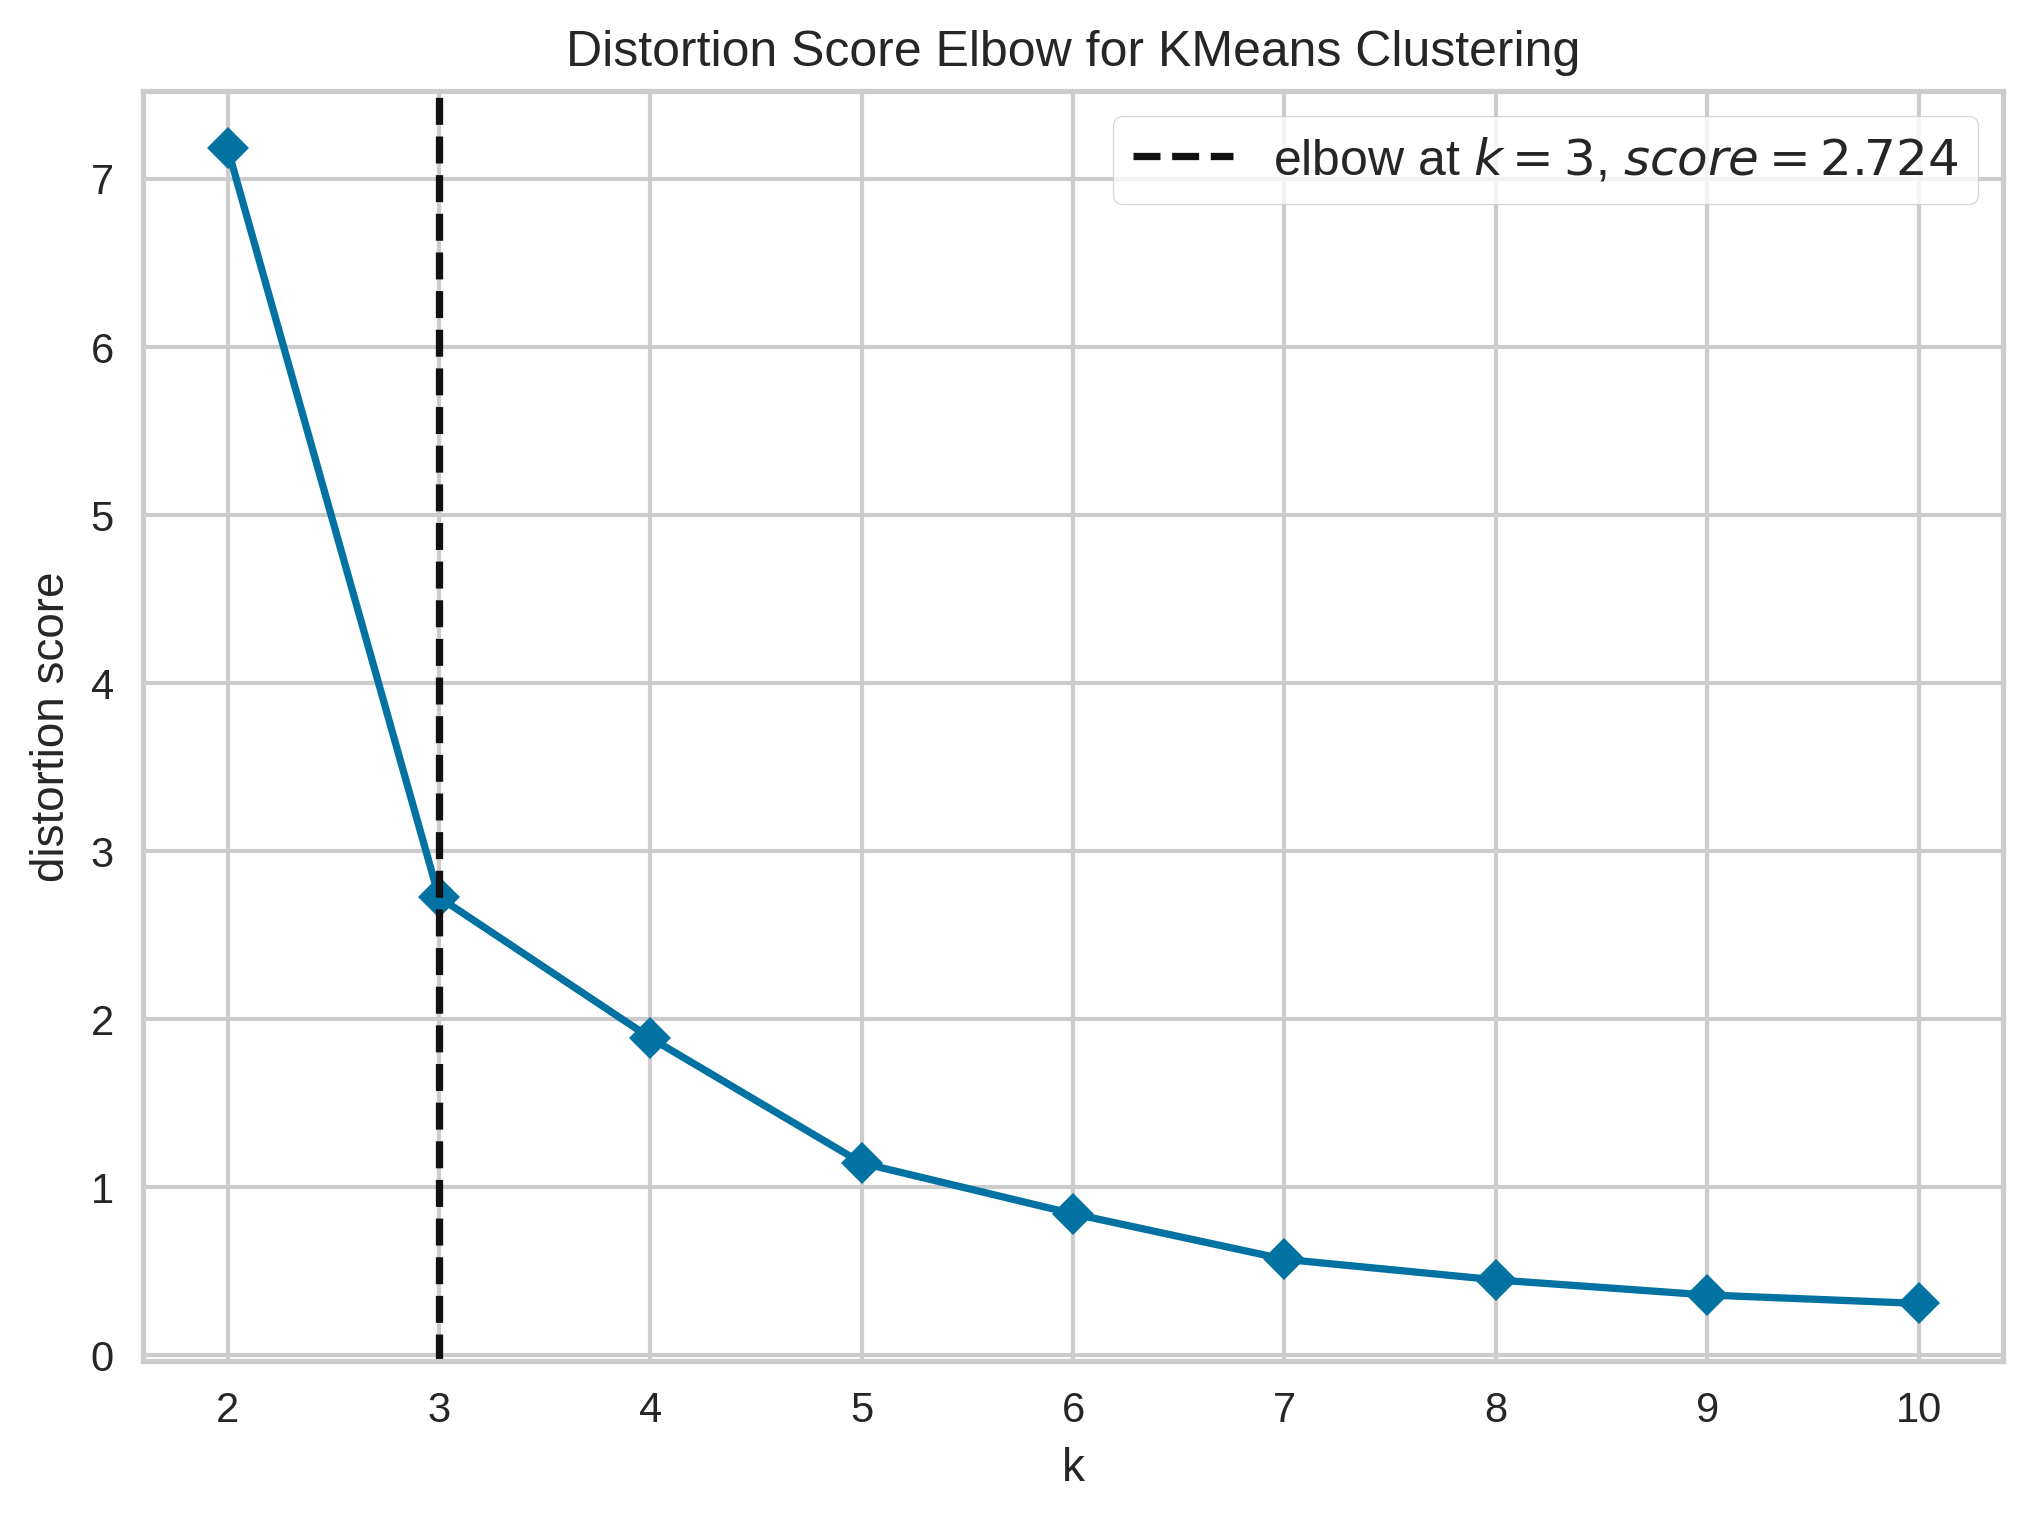 Distortion Score Elbow for KMeans Clustering
elbow at k = 3, score = 2.724
7
6
5
4
3
2
1
0
distortion score
2 3 4 5 6 7 8 9 10
k